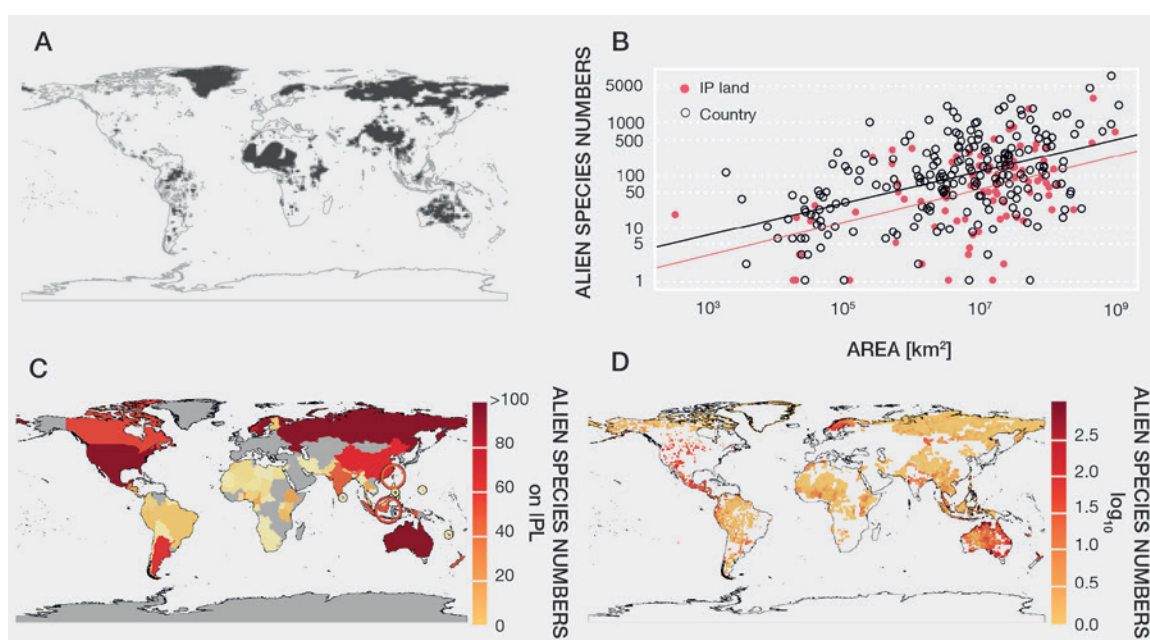 A
B
ALIEN SPECIES NUMBERS
5000
1000
500
100
50
10
5
1
IP land
Country
10³
10⁵
10⁷
10⁹
AREA [km²]
C
>100
80
60
40
20
0
ALIEN SPECIES NUMBERS
on IPL
D
2.5
2.0
1.5
1.0
0.5
0.0
ALIEN SPECIES NUMBERS
log₁₀